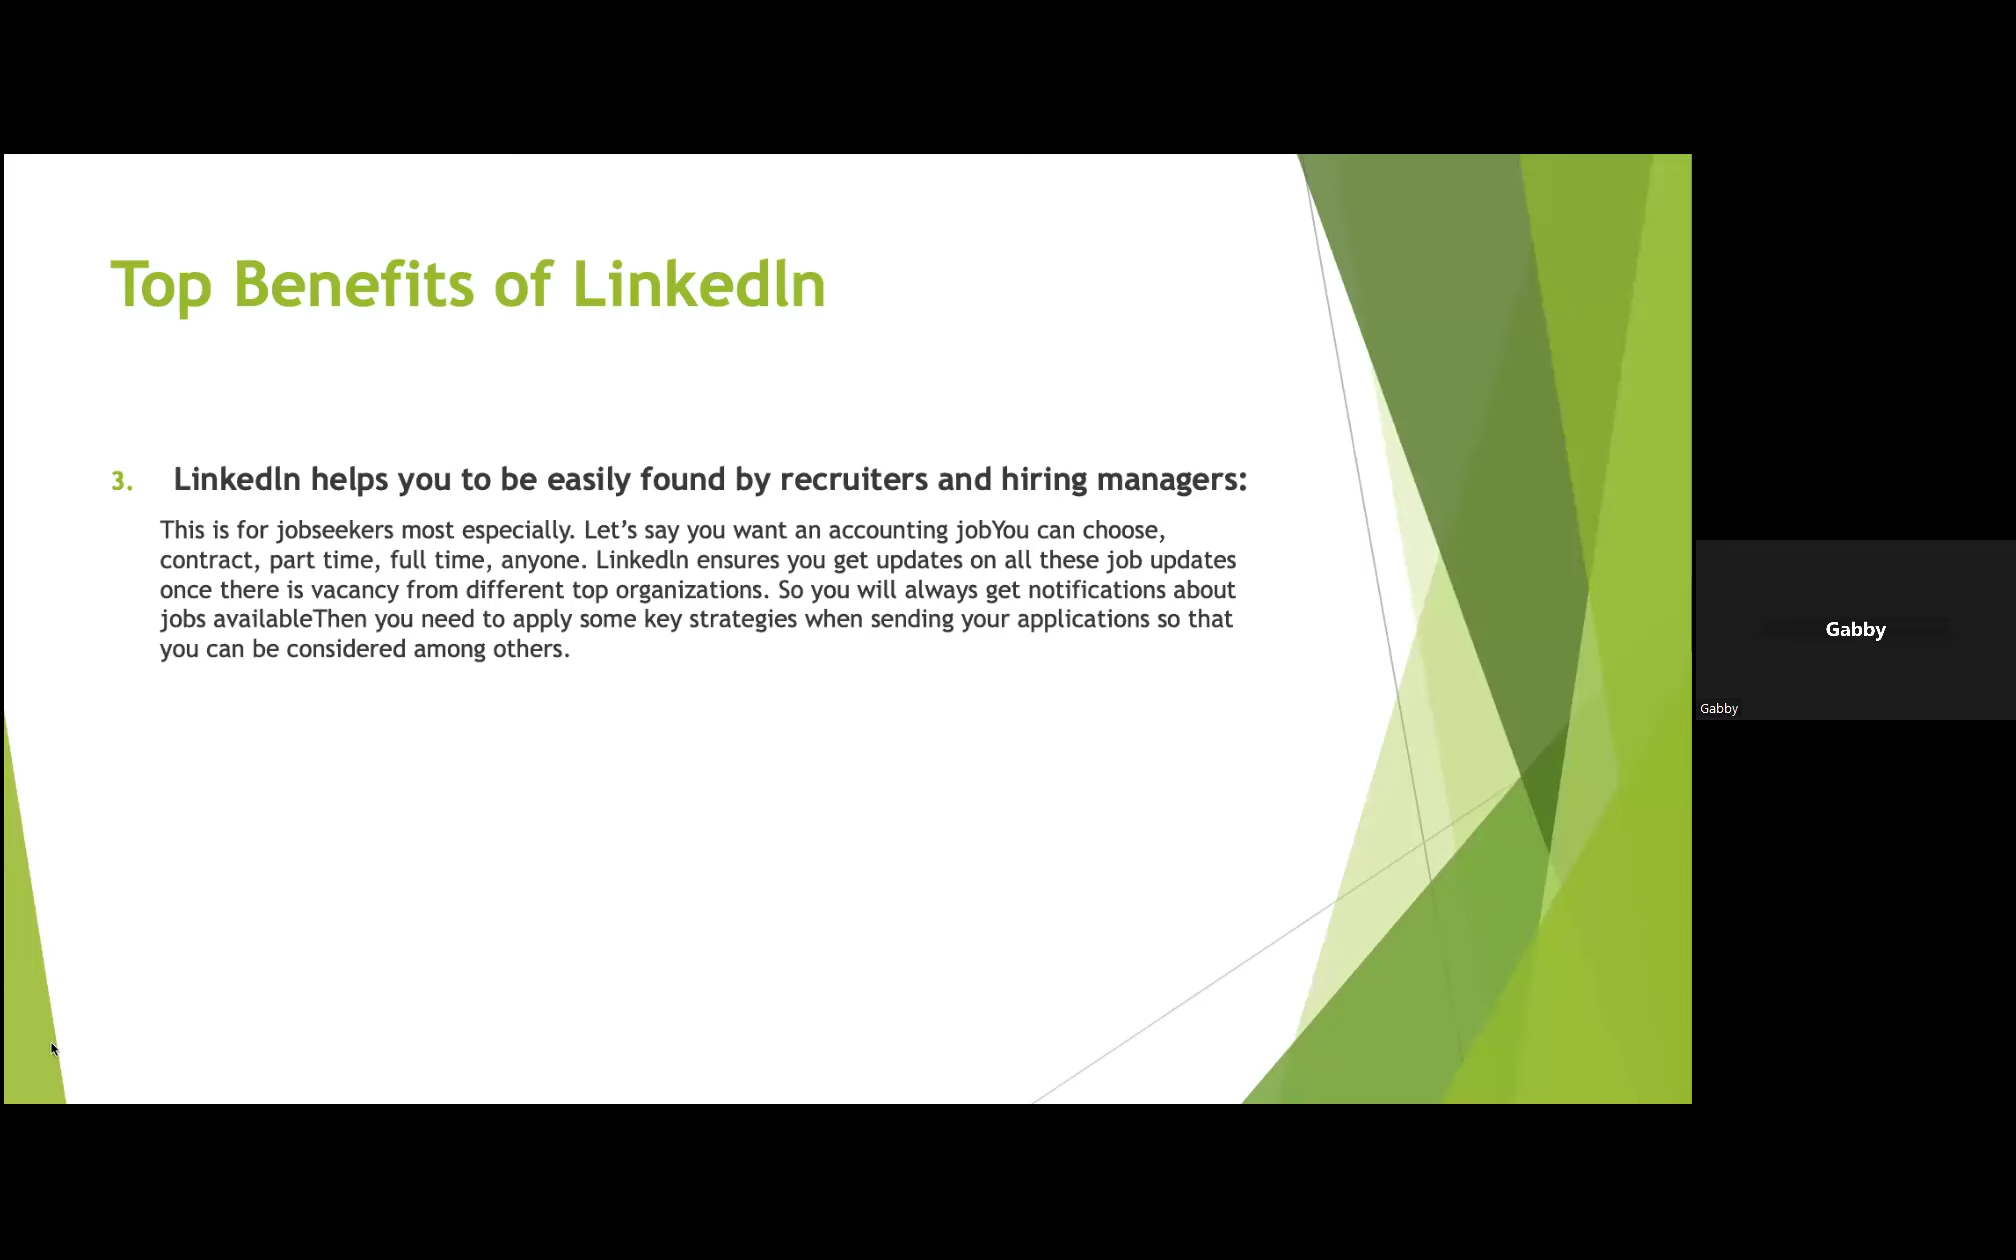 Top Benefits of LinkedIn
3. LinkedIn helps you to be easily found by recruiters and hiring managers:
This is for jobseekers most especially. Let’s say you want an accounting jobYou can choose,
contract, part time, full time, anyone. LinkedIn ensures you get updates on all these job updates
once there is vacancy from different top organizations. So you will always get notifications about
jobs availableThen you need to apply some key strategies when sending your applications so that
you can be considered among others.
Gabby
Gabby